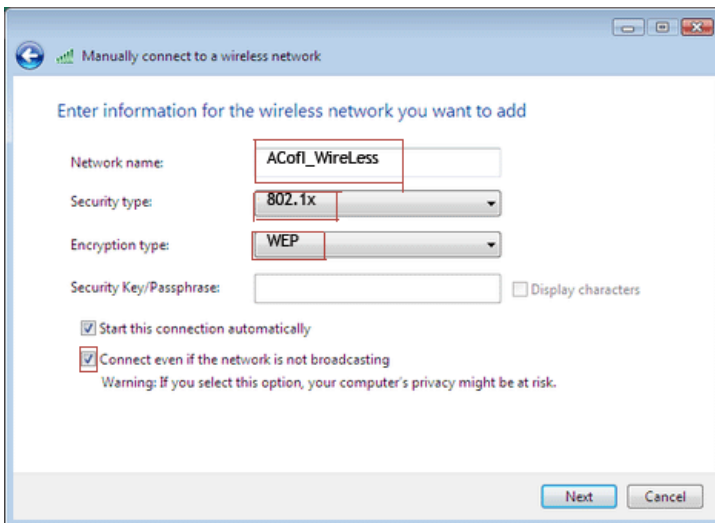 Manually connect to a wireless network
Enter information for the wireless network you want to add
Network name: ACofI_WireLess
Security type: 802.1x
Encryption type: WEP
Security Key/Passphrase: Display characters
Start this connection automatically
Connect even if the network is not broadcasting
Warning: If you select this option, your computer's privacy might be at risk.
Next Cancel